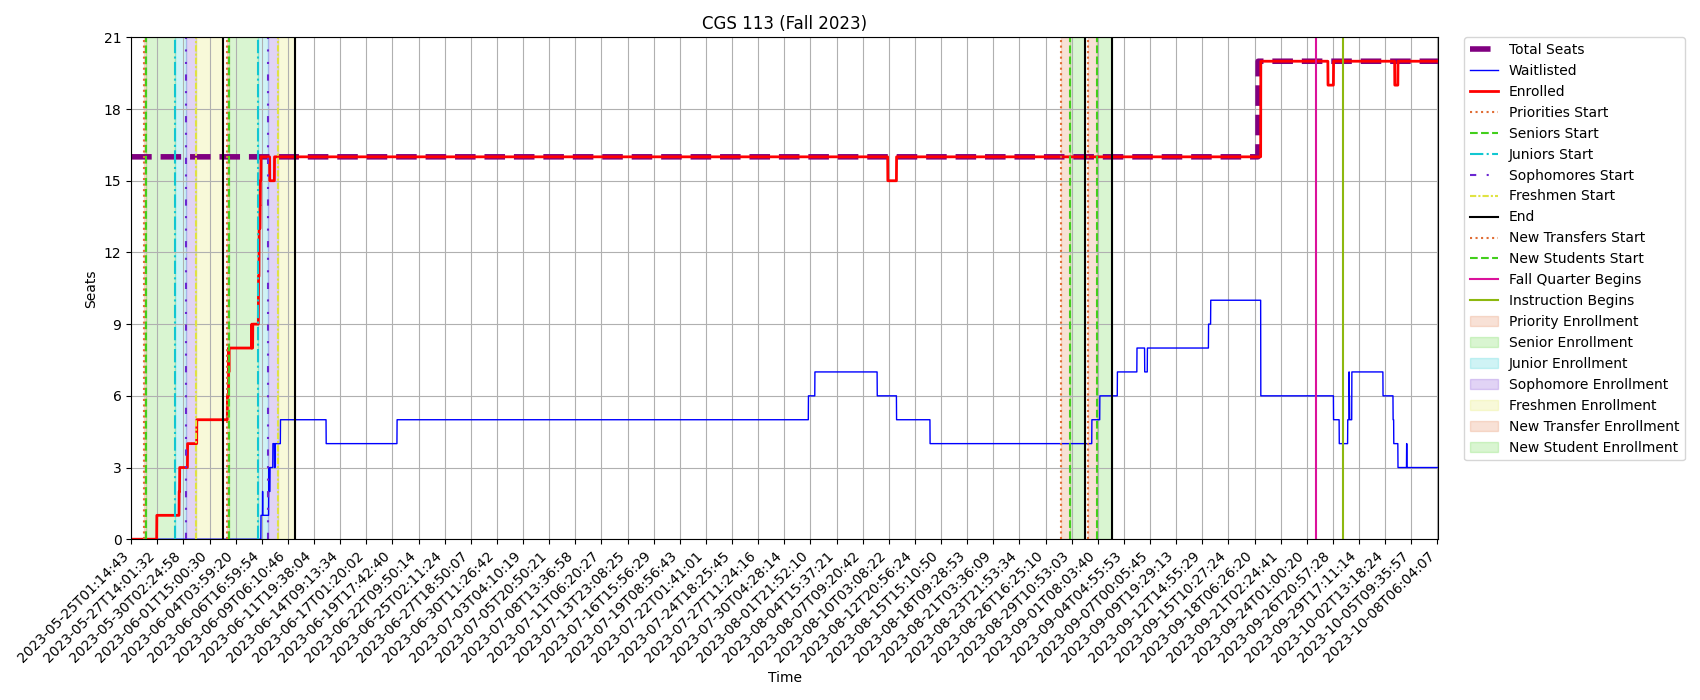 CGS 113 (Fall 2023)
21
18
15
12
9
6
3
0
Seats
2023-05-25T01:14:43
2023-05-27T14:01:32
2023-05-30T02:24:58
2023-06-01T15:00:30
2023-06-04T03:59:20
2023-06-06T16:59:54
2023-06-09T06:10:46
2023-06-11T19:38:04
2023-06-14T09:13:34
2023-06-17T01:20:02
2023-06-19T17:42:40
2023-06-22T09:50:14
2023-06-25T02:11:24
2023-06-27T18:50:07
2023-06-30T11:26:42
2023-07-03T04:10:19
2023-07-05T20:50:21
2023-07-08T13:36:58
2023-07-11T06:20:27
2023-07-13T23:08:25
2023-07-16T15:56:29
2023-07-19T08:56:43
2023-07-22T01:41:01
2023-07-24T18:25:45
2023-07-27T11:24:16
2023-07-30T04:28:14
2023-08-01T21:52:10
2023-08-04T15:37:21
2023-08-07T09:20:42
2023-08-10T03:08:22
2023-08-12T20:56:24
2023-08-15T15:10:50
2023-08-18T09:28:53
2023-08-21T03:36:09
2023-08-23T21:53:34
2023-08-26T16:25:10
2023-08-29T10:53:03
2023-09-01T08:03:40
2023-09-04T04:55:53
2023-09-07T00:05:45
2023-09-09T19:29:13
2023-09-12T14:55:29
2023-09-15T10:27:24
2023-09-18T06:26:20
2023-09-21T02:24:41
2023-09-24T01:00:20
2023-09-26T20:57:28
2023-09-29T17:11:14
2023-10-02T13:18:24
2023-10-05T09:35:57
2023-10-08T06:04:07
Time
Total Seats
Waitlisted
Enrolled
Priorities Start
Seniors Start
Juniors Start
Sophomores Start
Freshmen Start
End
New Transfers Start
New Students Start
Fall Quarter Begins
Instruction Begins
Priority Enrollment
Senior Enrollment
Junior Enrollment
Sophomore Enrollment
Freshmen Enrollment
New Transfer Enrollment
New Student Enrollment